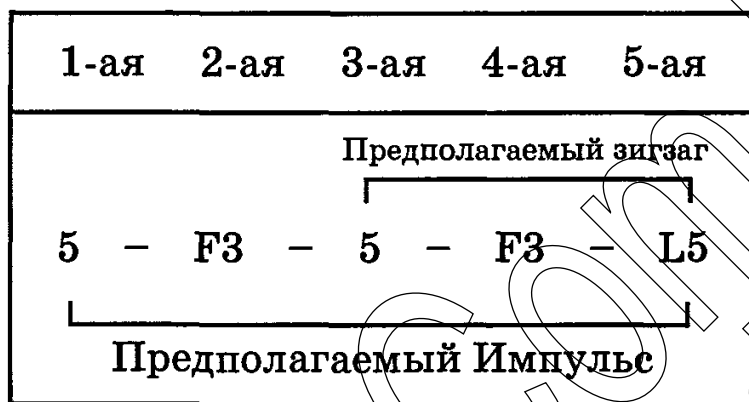 1-ая 2-ая 3-ая 4-ая 5-ая
Предполагаемый зигзаг
5 – F3 – 5 – F3 – L5
Предполагаемый Импульс